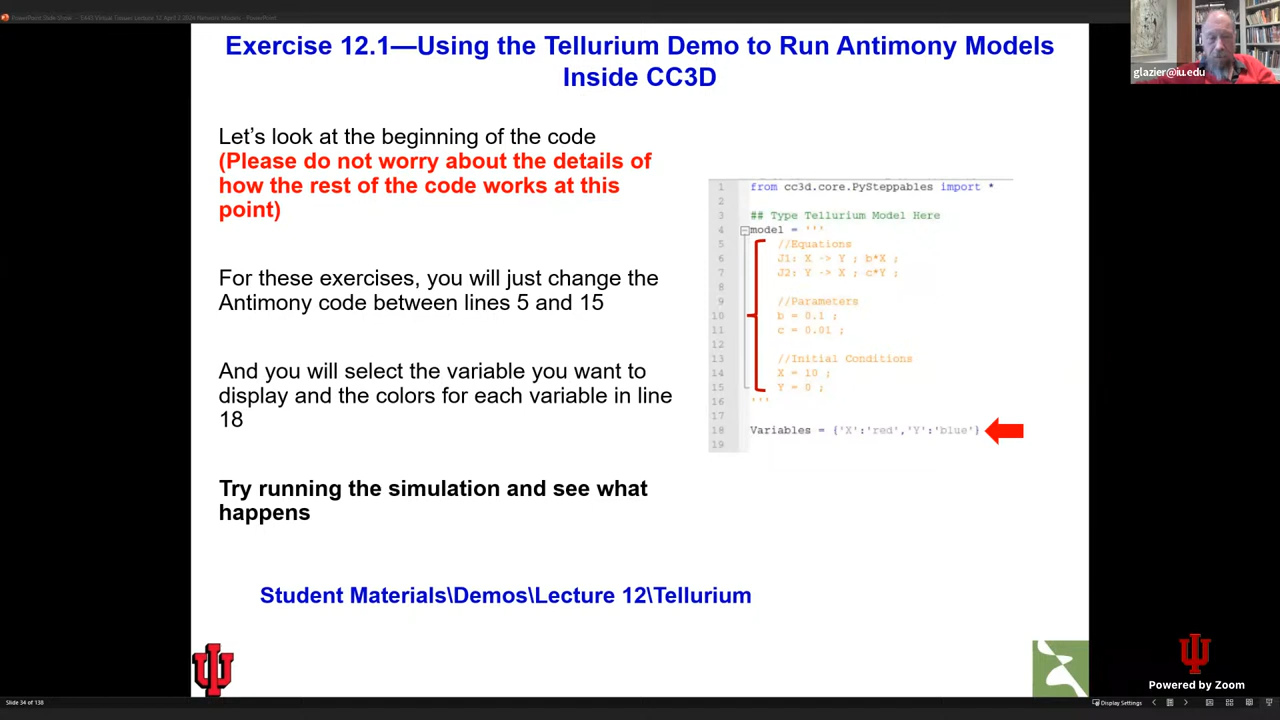 Exercise 12.1—Using the Tellurium Demo to Run Antimony Models
Inside CC3D
glazier@iu.edu
Let's look at the beginning of the code
(Please do not worry about the details of
how the rest of the code works at this
point)
For these exercises, you will just change the
Antimony code between lines 5 and 15
And you will select the variable you want to
display and the colors for each variable in line
18
Try running the simulation and see what
happens
1 from cc3d.core.PySteppables import *
2
3 ## Type Tellurium Model Here
4 model = '''
5 //Equations
6 J1: X -> Y ; b*X ;
7 J2: Y -> X ; c*Y ;
8
9 //Parameters
10 b = 0.1 ;
11 c = 0.01 ;
12
13 //Initial Conditions
14 X = 10 ;
15 Y = 0 ;
16 '''
17
18 Variables = {'X':'red','Y':'blue'}
19
Student Materials\Demos\Lecture 12\Tellurium
Powered by Zoom
Slide 34 of 138
Display Settings